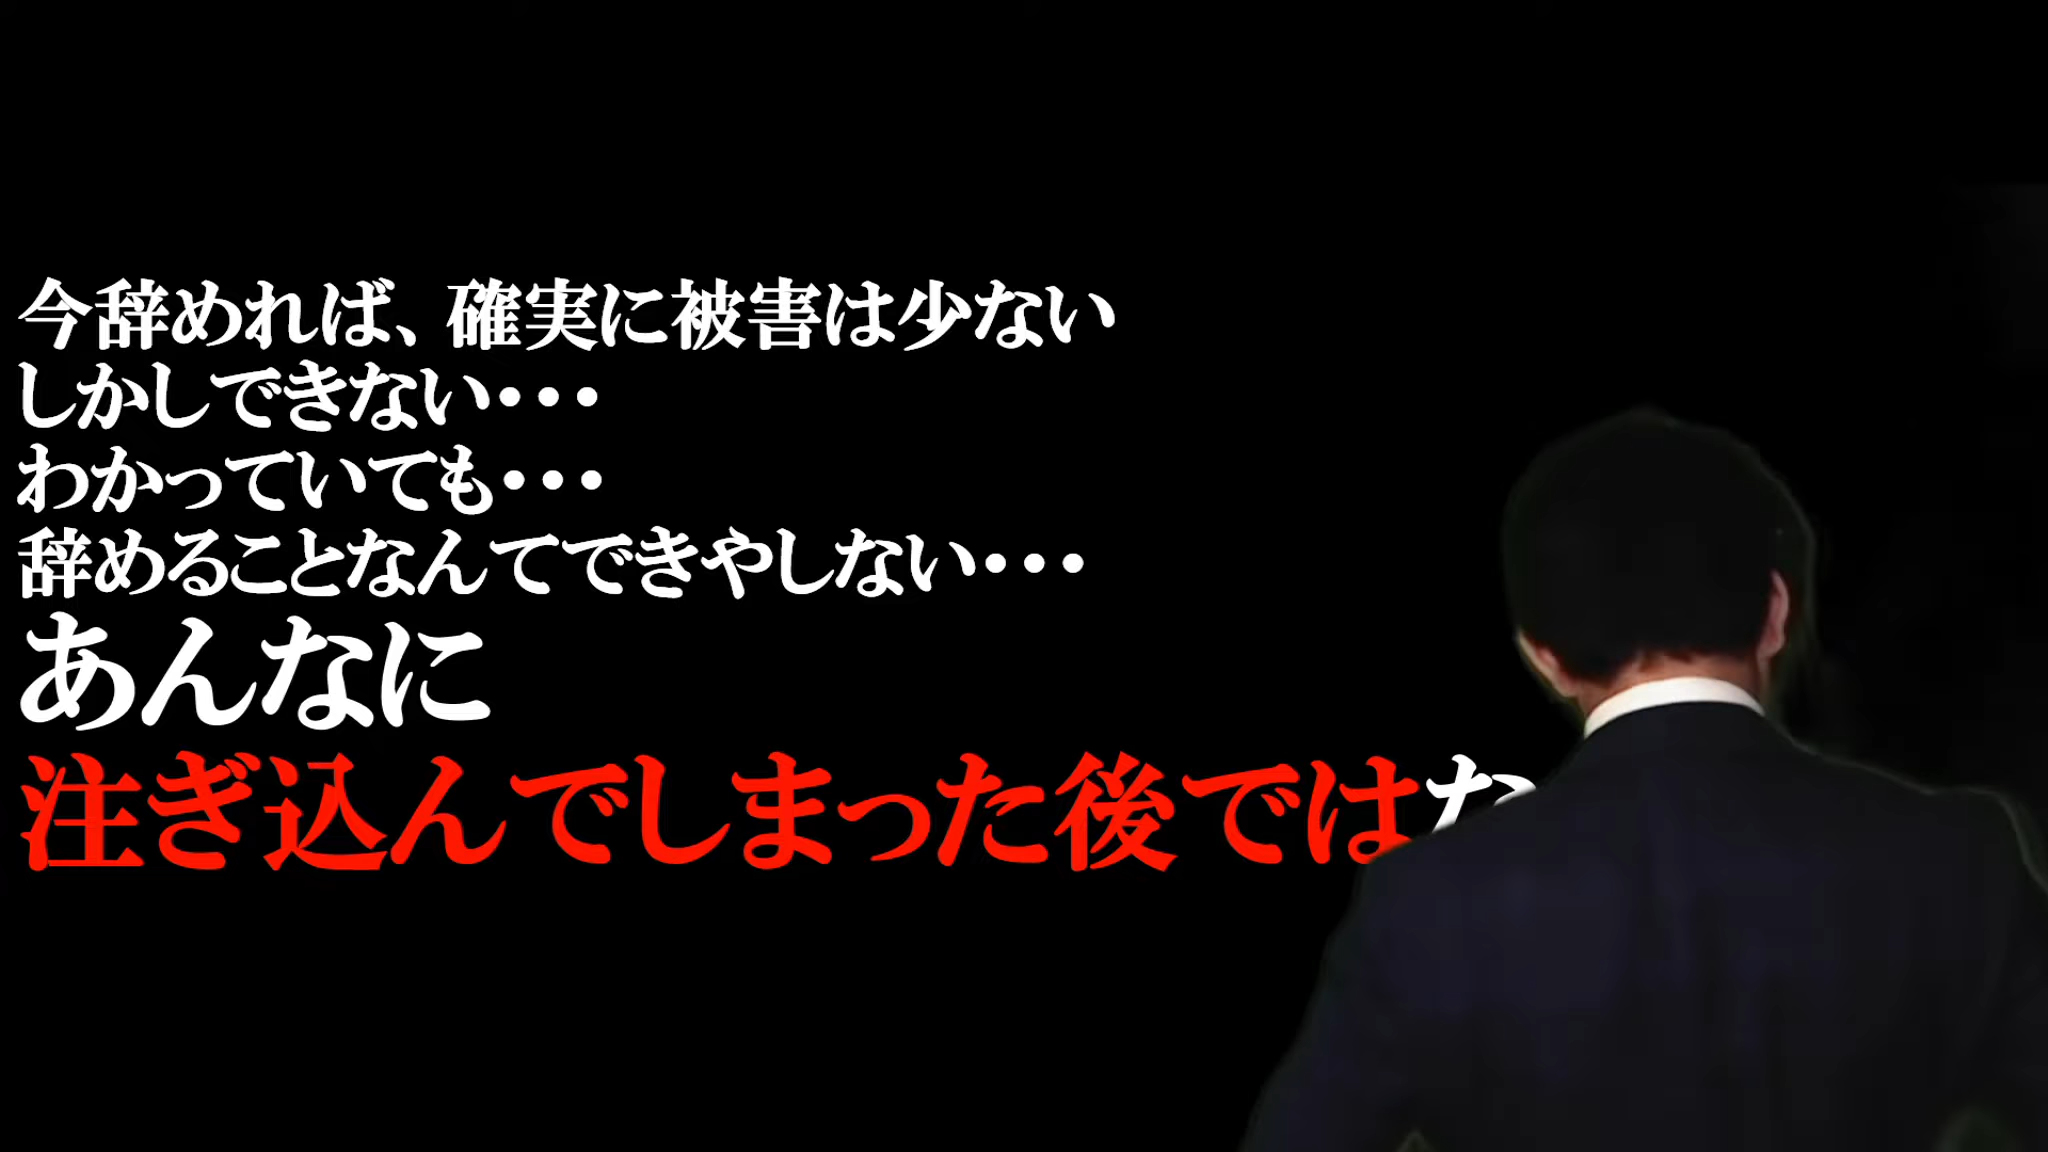 今辞めれば、確実に被害は少ない
しかしできない・・・
わかっていても・・・
辞めることなんてできやしない・・・
あんなに
注ぎ込んでしまった後ではな